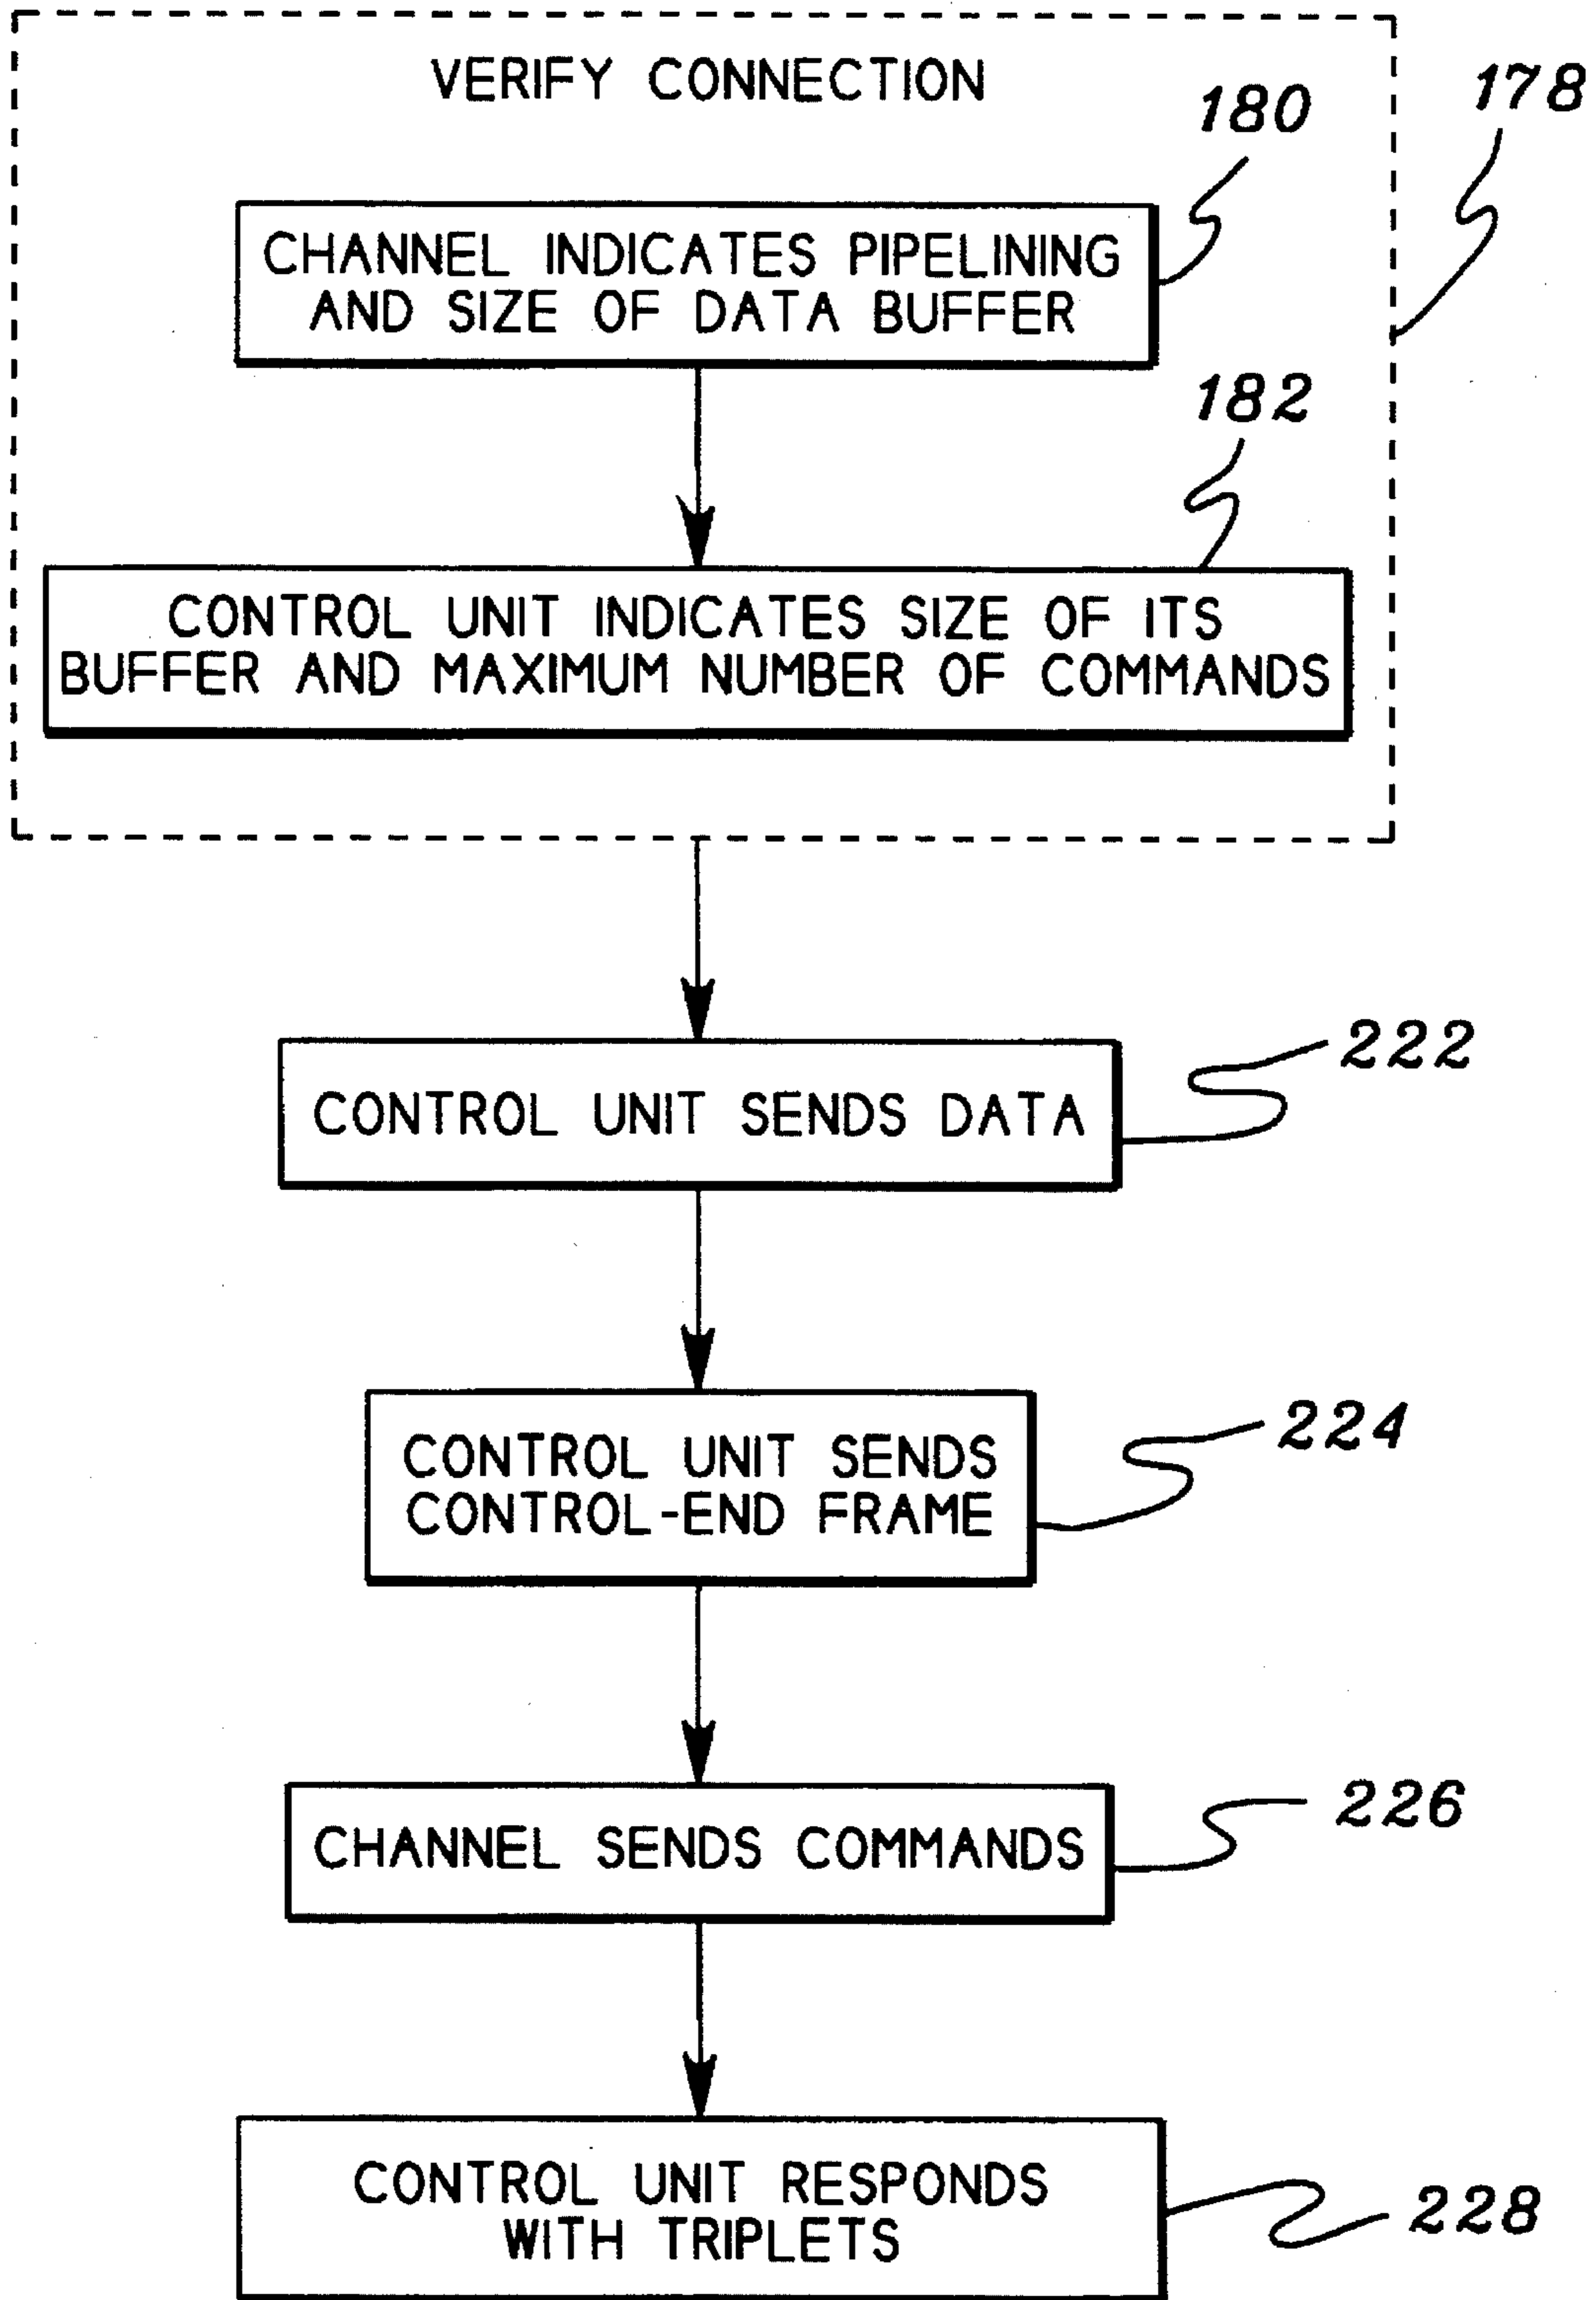 VERIFY CONNECTION
178
180
CHANNEL INDICATES PIPELINING
AND SIZE OF DATA BUFFER
182
CONTROL UNIT INDICATES SIZE OF ITS
BUFFER AND MAXIMUM NUMBER OF COMMANDS
222
CONTROL UNIT SENDS DATA
224
CONTROL UNIT SENDS
CONTROL-END FRAME
226
CHANNEL SENDS COMMANDS
CONTROL UNIT RESPONDS
WITH TRIPLETS
228